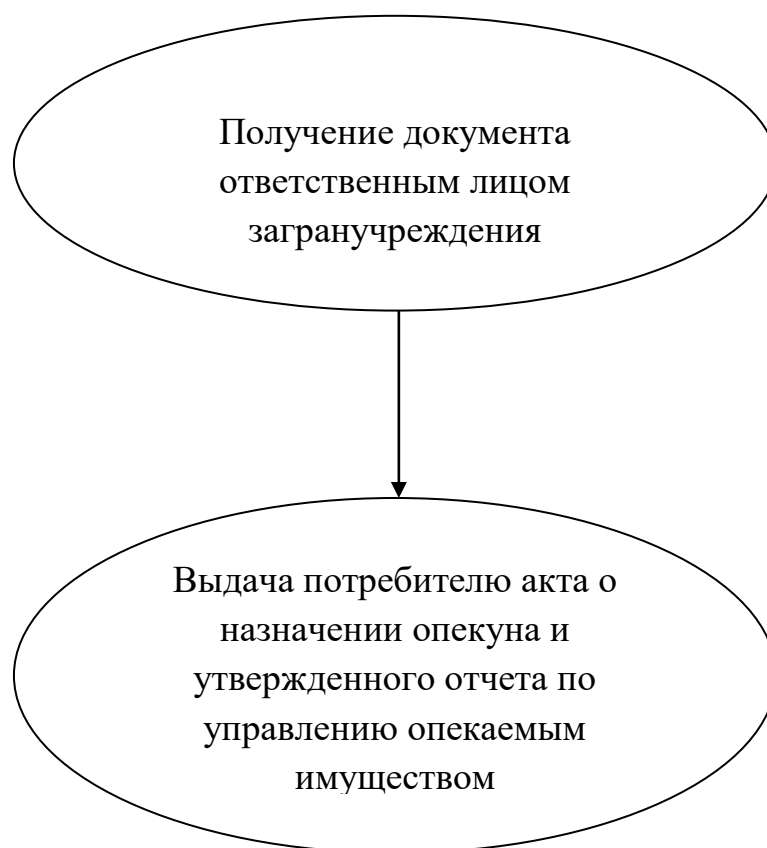 Получение документа
ответственным лицом
загранучреждения
Выдача потребителю акта о
назначении опекуна и
утвержденного отчета по
управлению опекаемым
имуществом